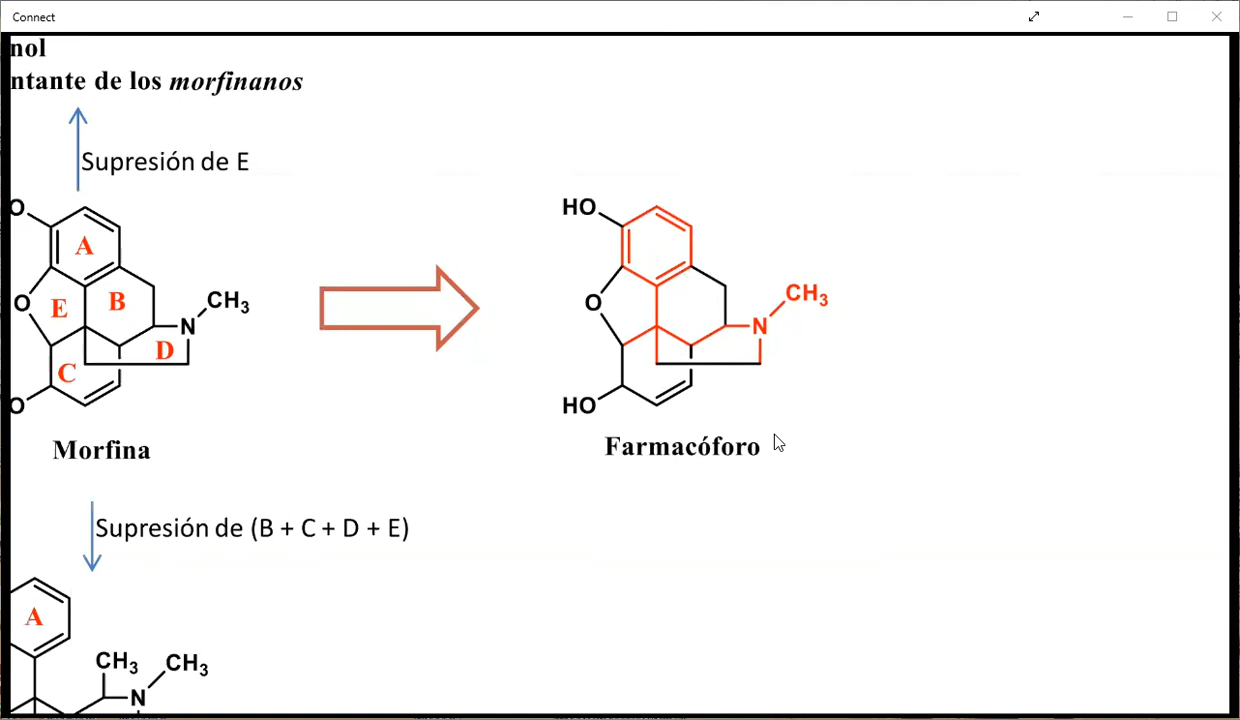 Connect
nol
ntante de los morfinanos
Supresión de E
O
A
E
B
O
CH3
N
D
C
O
Morfina
HO
O
CH3
N
HO
Farmacóforo
Supresión de (B + C + D + E)
A
CH3
CH3
N